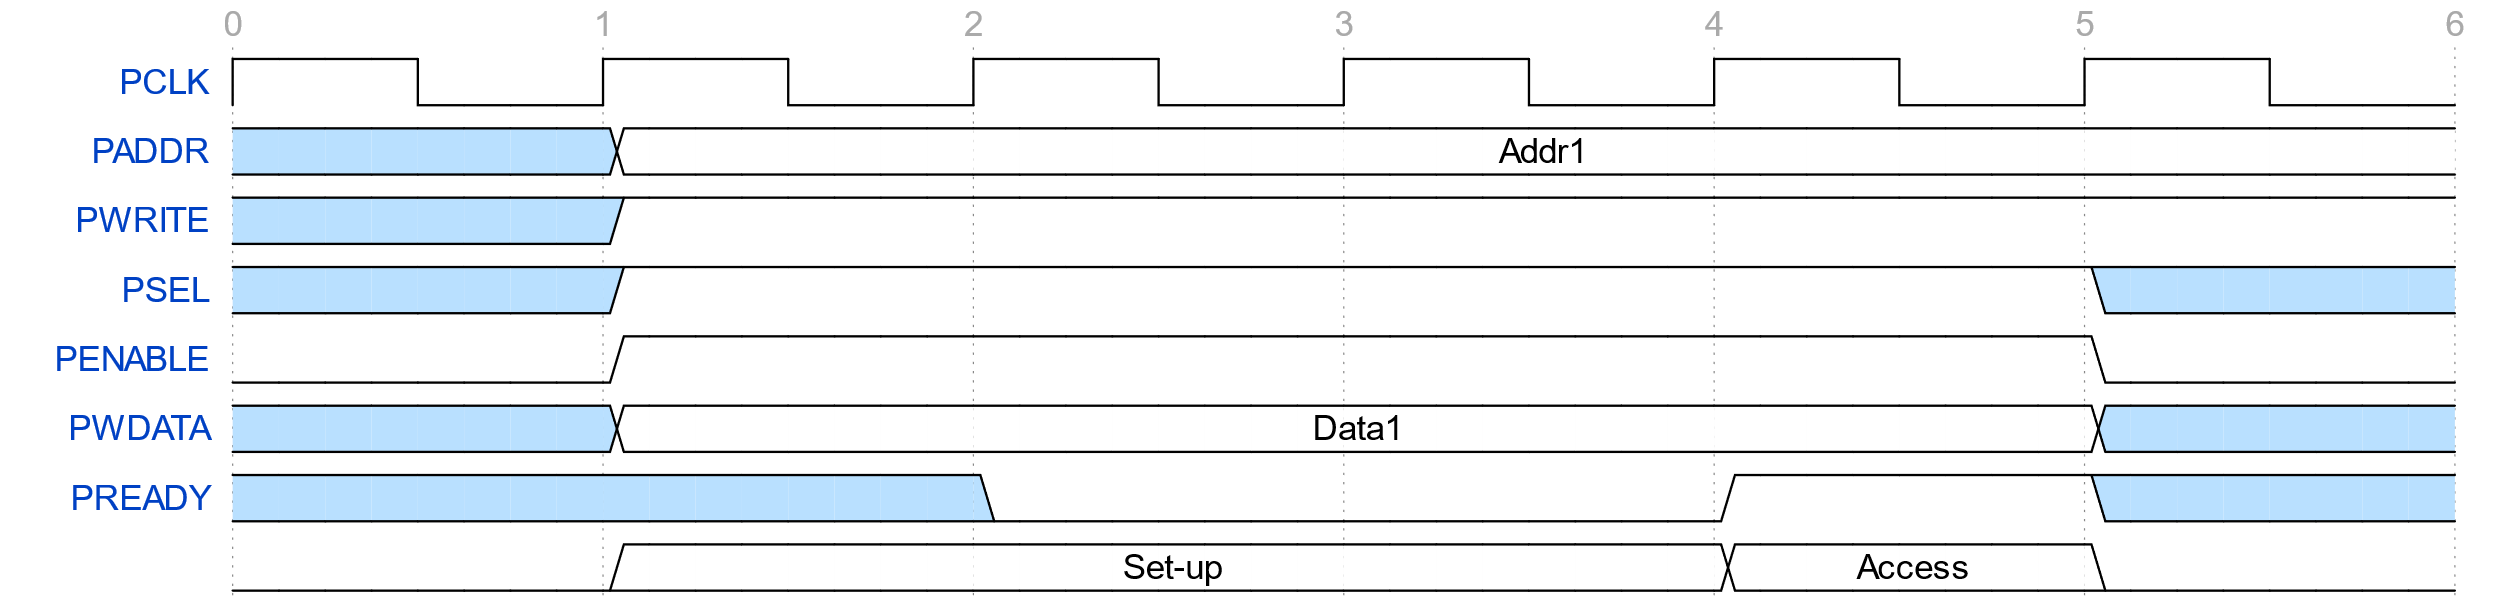 0 1 2 3 4 5 6
PCLK
PADDR Addr1
PWRITE
PSEL
PENABLE
PWDATA Data1
PREADY
Set-up Access